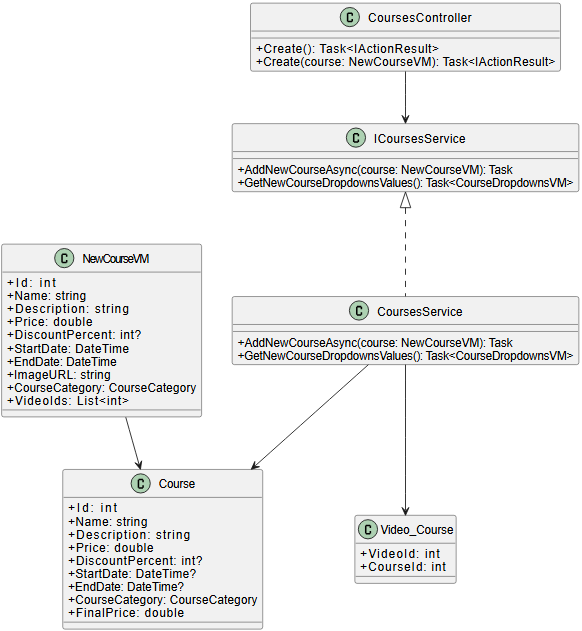 C CoursesController
+Create(): Task<IActionResult>
+Create(course: NewCourseVM): Task<IActionResult>
C ICoursesService
+AddNewCourseAsync(course: NewCourseVM): Task
+GetNewCourseDropdownsValues(): Task<CourseDropdownsVM>
C NewCourseVM
+Id: int
+Name: string
+Description: string
+Price: double
+DiscountPercent: int?
+StartDate: DateTime
+EndDate: DateTime
+ImageURL: string
+CourseCategory: CourseCategory
+VideoIds: List<int>
C CoursesService
+AddNewCourseAsync(course: NewCourseVM): Task
+GetNewCourseDropdownsValues(): Task<CourseDropdownsVM>
C Course
+Id: int
+Name: string
+Description: string
+Price: double
+DiscountPercent: int?
+StartDate: DateTime?
+EndDate: DateTime?
+CourseCategory: CourseCategory
+FinalPrice: double
C Video_Course
+VideoId: int
+CourseId: int